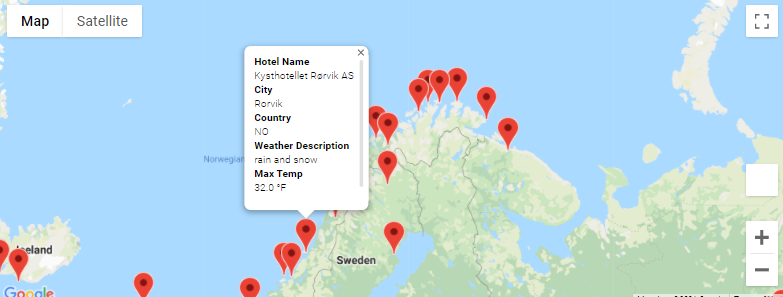 Map Satellite
Hotel Name
Kysthotellet Rørvik AS
City
Rorvik
Country
NO
Weather Description
rain and snow
Max Temp
32.0 °F
Norwegian
Sweden
Iceland
Google